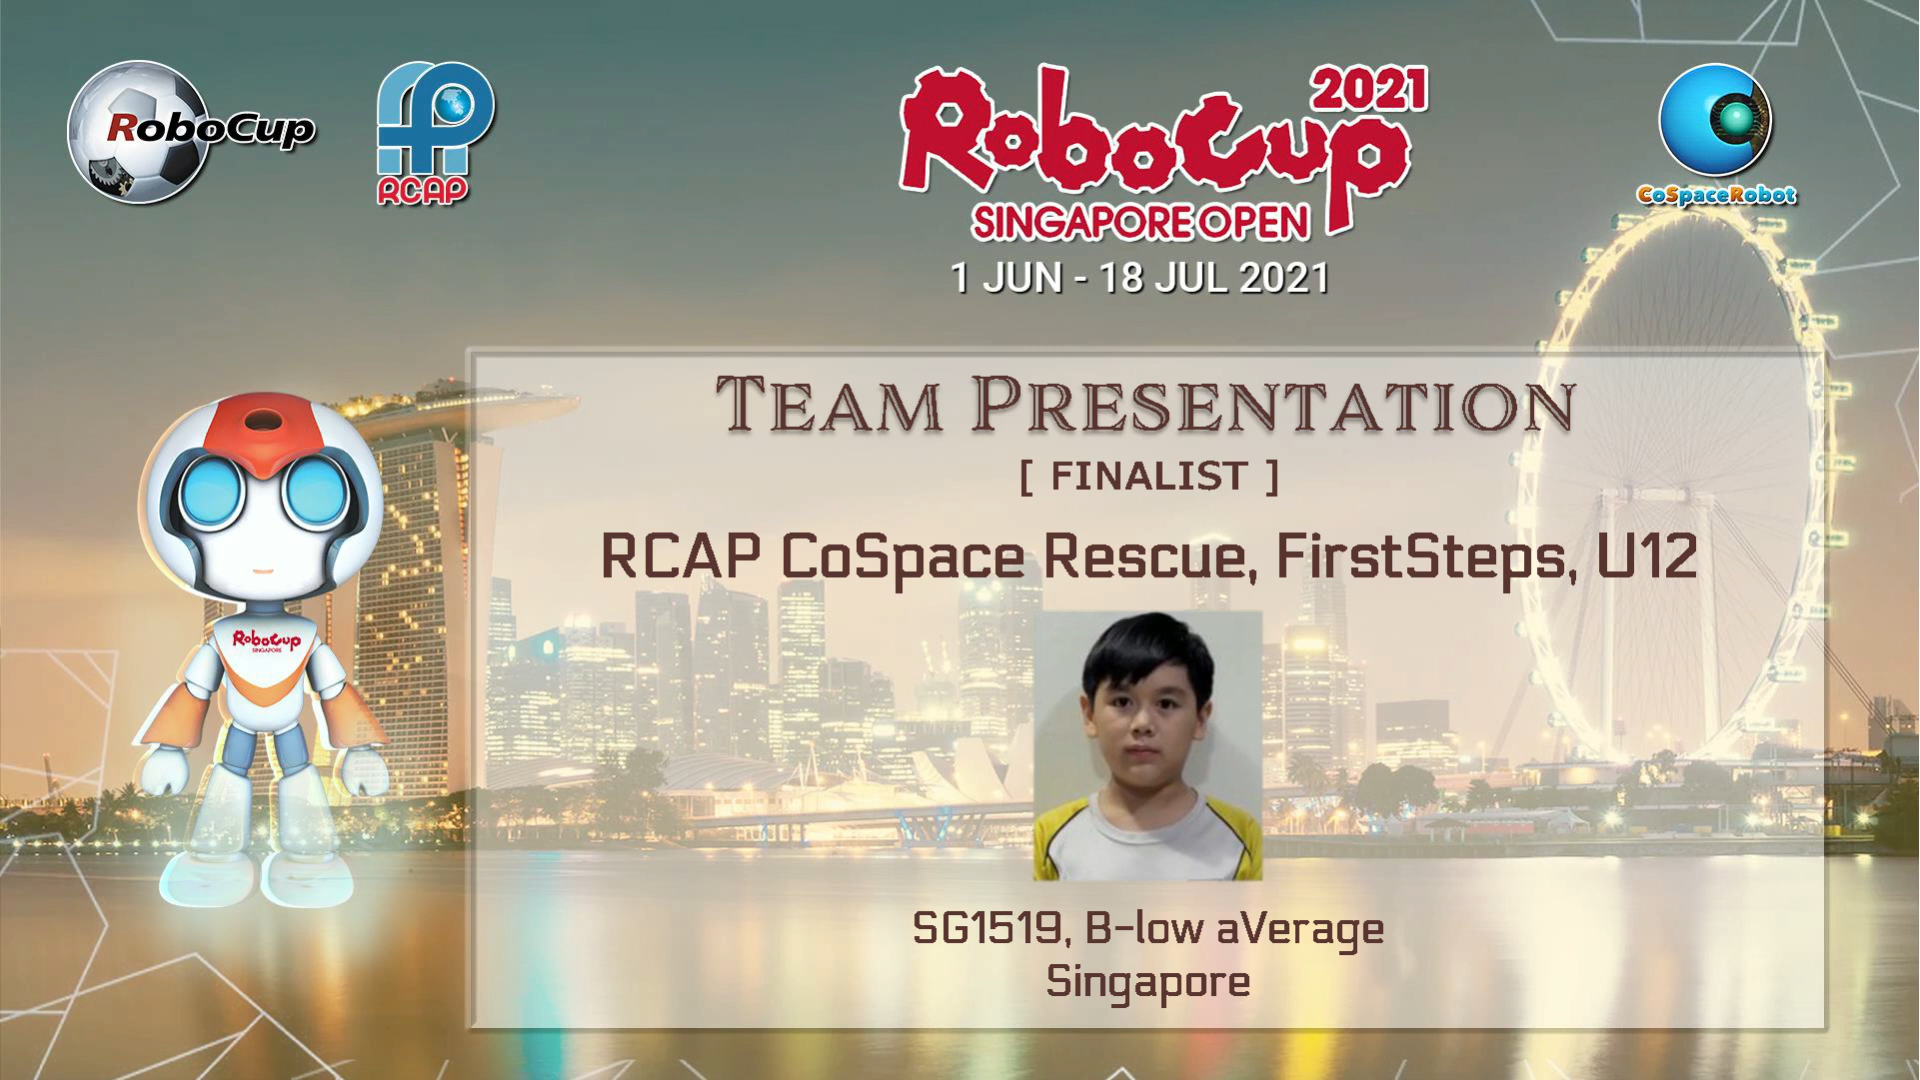 RoboCup
RCAP
RoboCup 2021
SINGAPORE OPEN
1 JUN - 18 JUL 2021
CoSpaceRobot
TEAM PRESENTATION
[ FINALIST ]
RCAP CoSpace Rescue, FirstSteps, U12
RoboCup
SINGAPORE
SG1519, B-low aVerage
Singapore